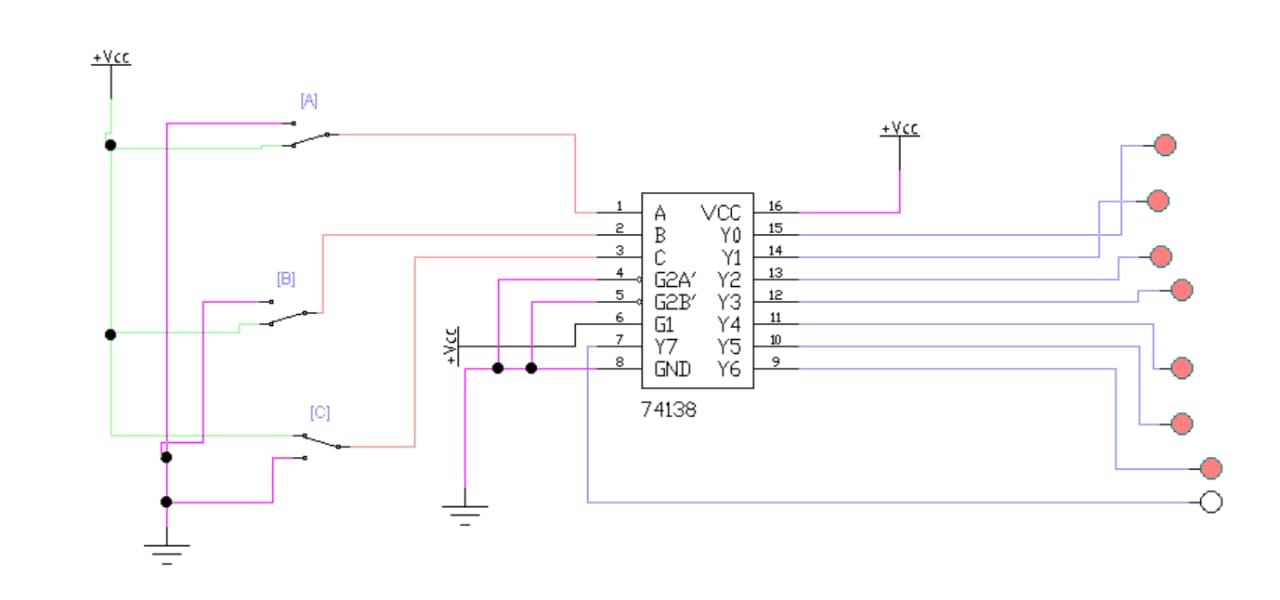 +Vcc
[A]
+Vcc
1 A VCC 16
2 B Y0 15
3 C Y1 14
[B]
4 G2A' Y2 13
5 G2B' Y3 12
6 G1 Y4 11
+Vcc
7 Y7 Y5 10
8 GND Y6 9
74138
[C]